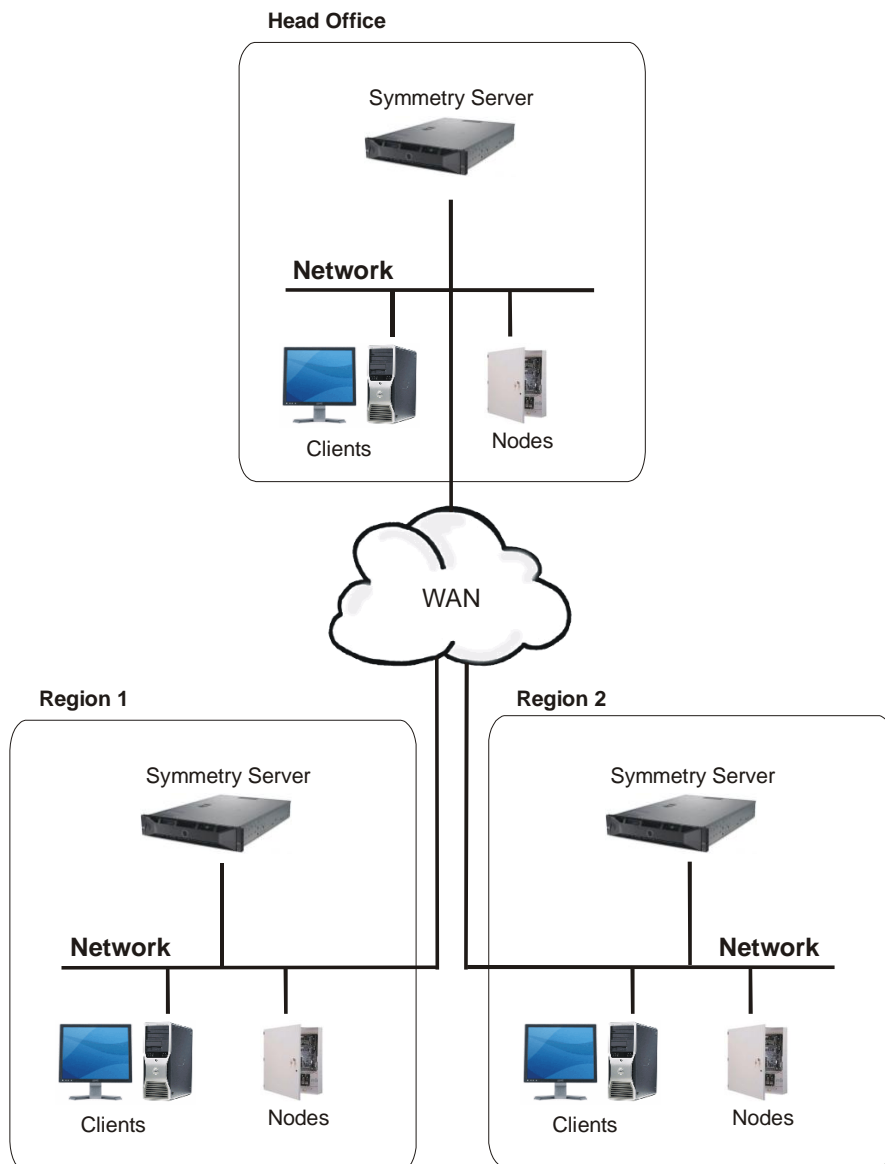 Head Office
Symmetry Server
Network
Clients
Nodes
WAN
Region 1
Region 2
Symmetry Server
Symmetry Server
Network
Network
Clients
Nodes
Clients
Nodes